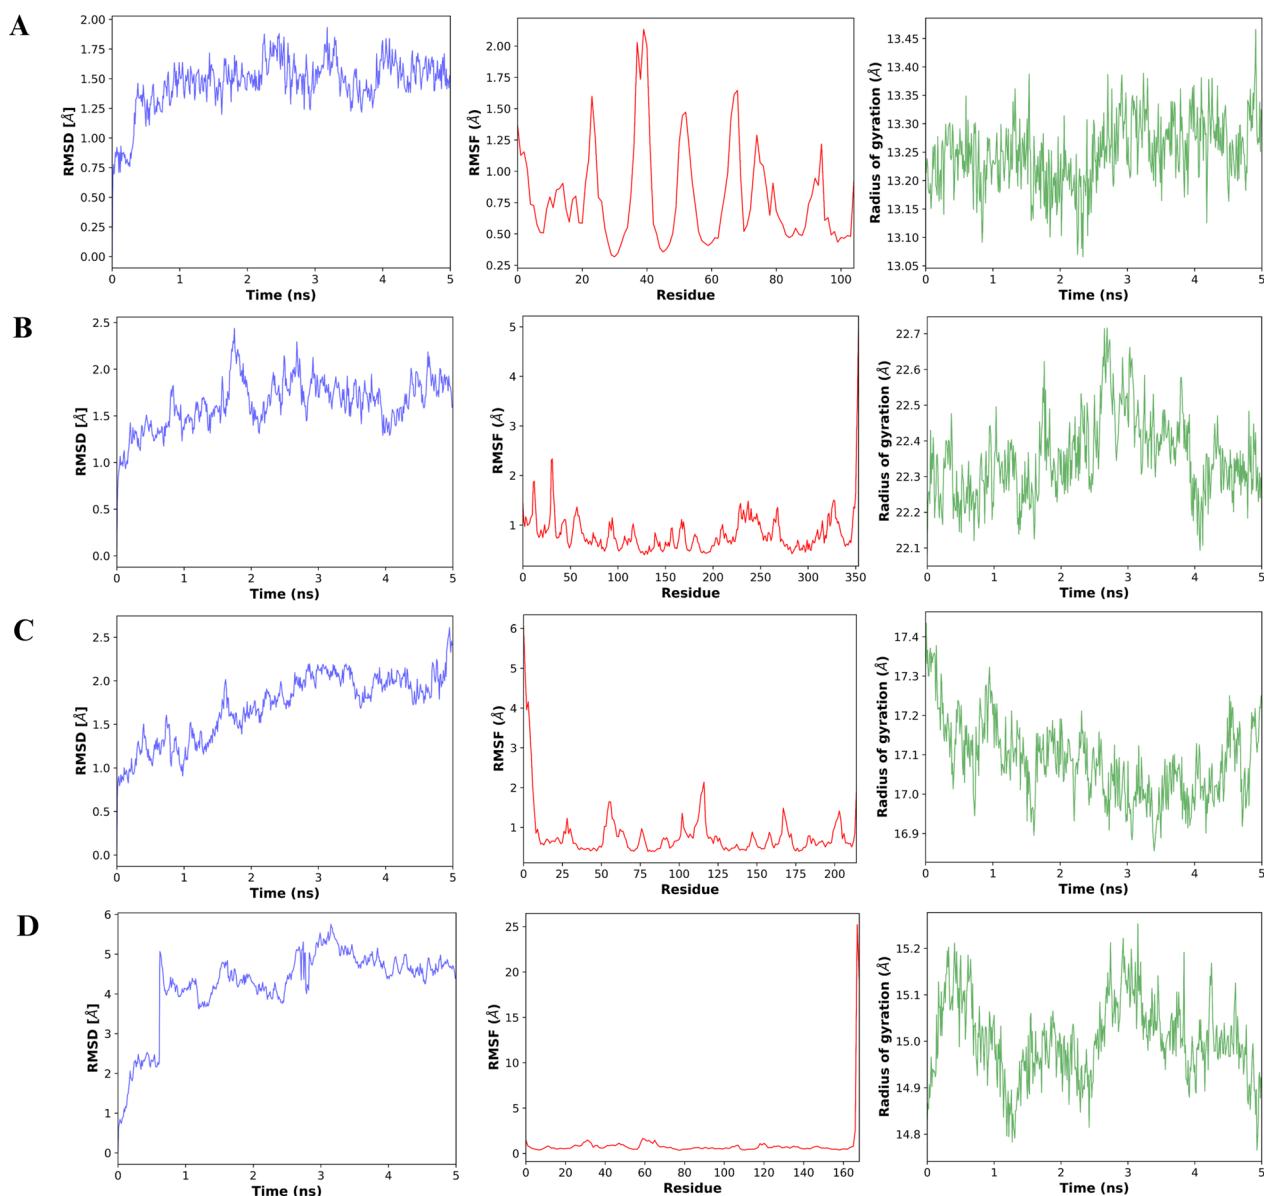 A
RMSD [Å]
2.00
1.75
1.50
1.25
1.00
0.75
0.50
0.25
0.00
0 1 2 3 4 5
Time (ns)
RMSF (Å)
2.00
1.75
1.50
1.25
1.00
0.75
0.50
0.25
0 20 40 60 80 100
Residue
Radius of gyration (Å)
13.45
13.40
13.35
13.30
13.25
13.20
13.15
13.10
13.05
0 1 2 3 4 5
Time (ns)
B
RMSD [Å]
2.5
2.0
1.5
1.0
0.5
0.0
0 1 2 3 4 5
Time (ns)
RMSF (Å)
5
4
3
2
1
0 50 100 150 200 250 300 350
Residue
Radius of gyration (Å)
22.7
22.6
22.5
22.4
22.3
22.2
22.1
0 1 2 3 4 5
Time (ns)
C
RMSD [Å]
2.5
2.0
1.5
1.0
0.5
0.0
0 1 2 3 4 5
Time (ns)
RMSF (Å)
6
5
4
3
2
1
0 25 50 75 100 125 150 175 200
Residue
Radius of gyration (Å)
17.4
17.3
17.2
17.1
17.0
16.9
0 1 2 3 4 5
Time (ns)
D
RMSD [Å]
6
5
4
3
2
1
0
0 1 2 3 4 5
Time (ns)
RMSF (Å)
25
20
15
10
5
0
0 20 40 60 80 100 120 140 160
Residue
Radius of gyration (Å)
15.2
15.1
15.0
14.9
14.8
0 1 2 3 4 5
Time (ns)